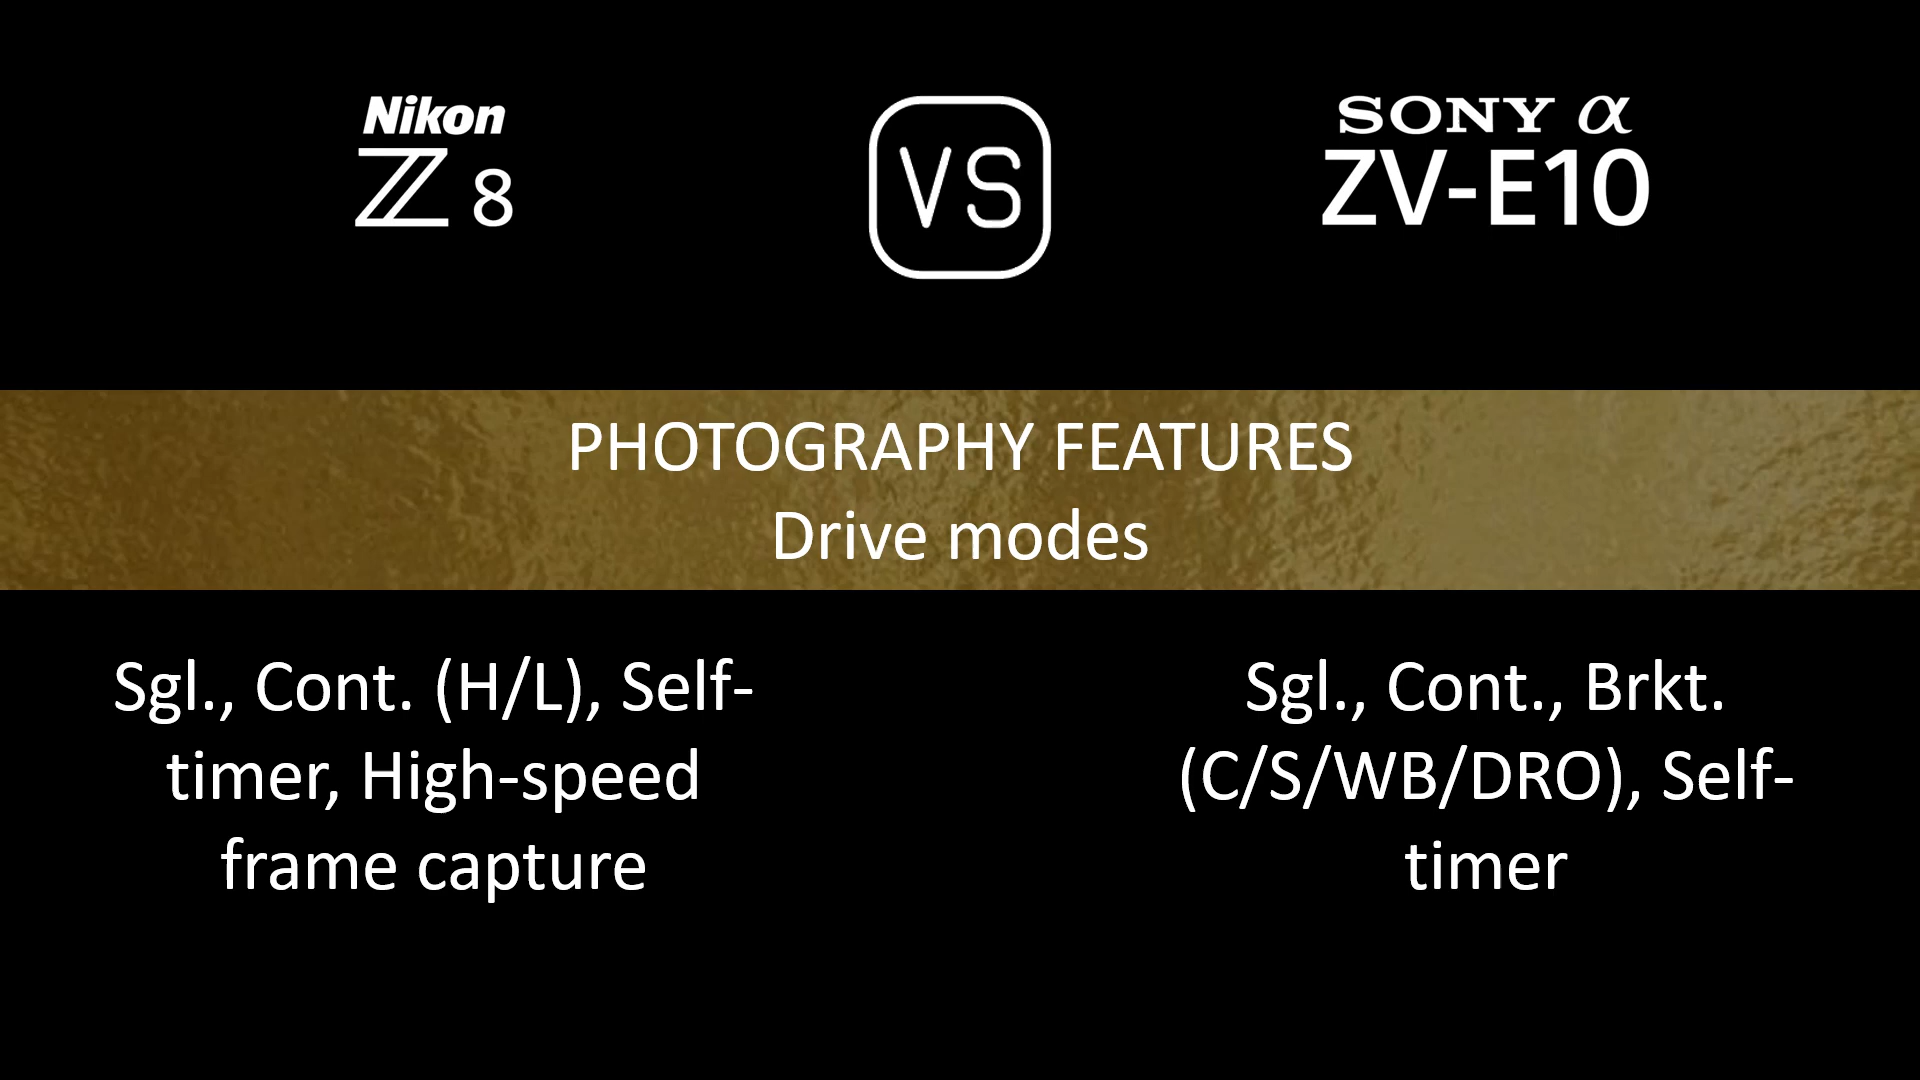 Nikon
Z 8
VS
SONY α
ZV-E10
PHOTOGRAPHY FEATURES
Drive modes
Sgl., Cont. (H/L), Self-
timer, High-speed
frame capture
Sgl., Cont., Brkt.
(C/S/WB/DRO), Self-
timer